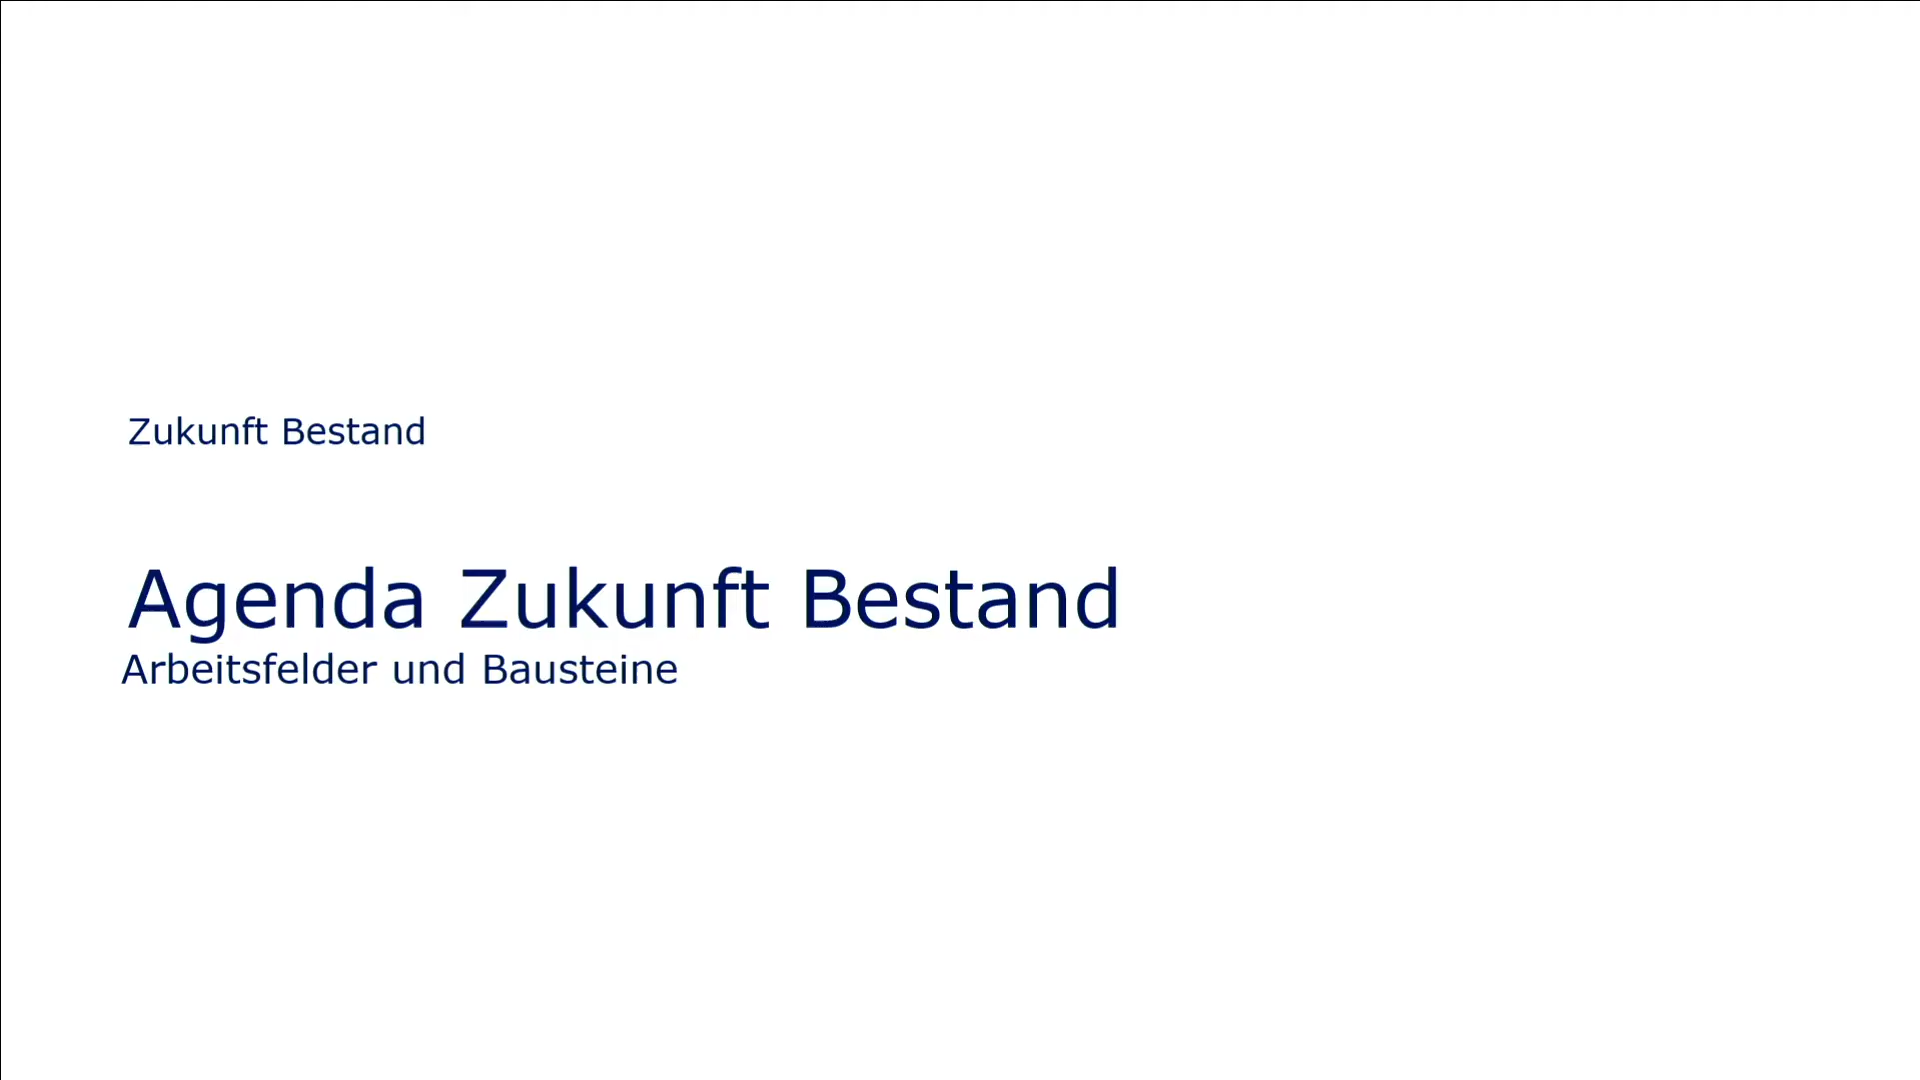 Zukunft Bestand
Agenda Zukunft Bestand
Arbeitsfelder und Bausteine